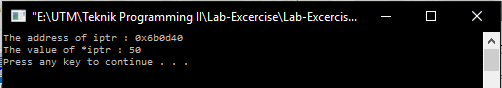 "E:\UTM\Teknik Programming II\Lab-Excercise\Lab-Excercis...
The address of iptr : 0x6b0d40
The value of *iptr : 50
Press any key to continue . . .